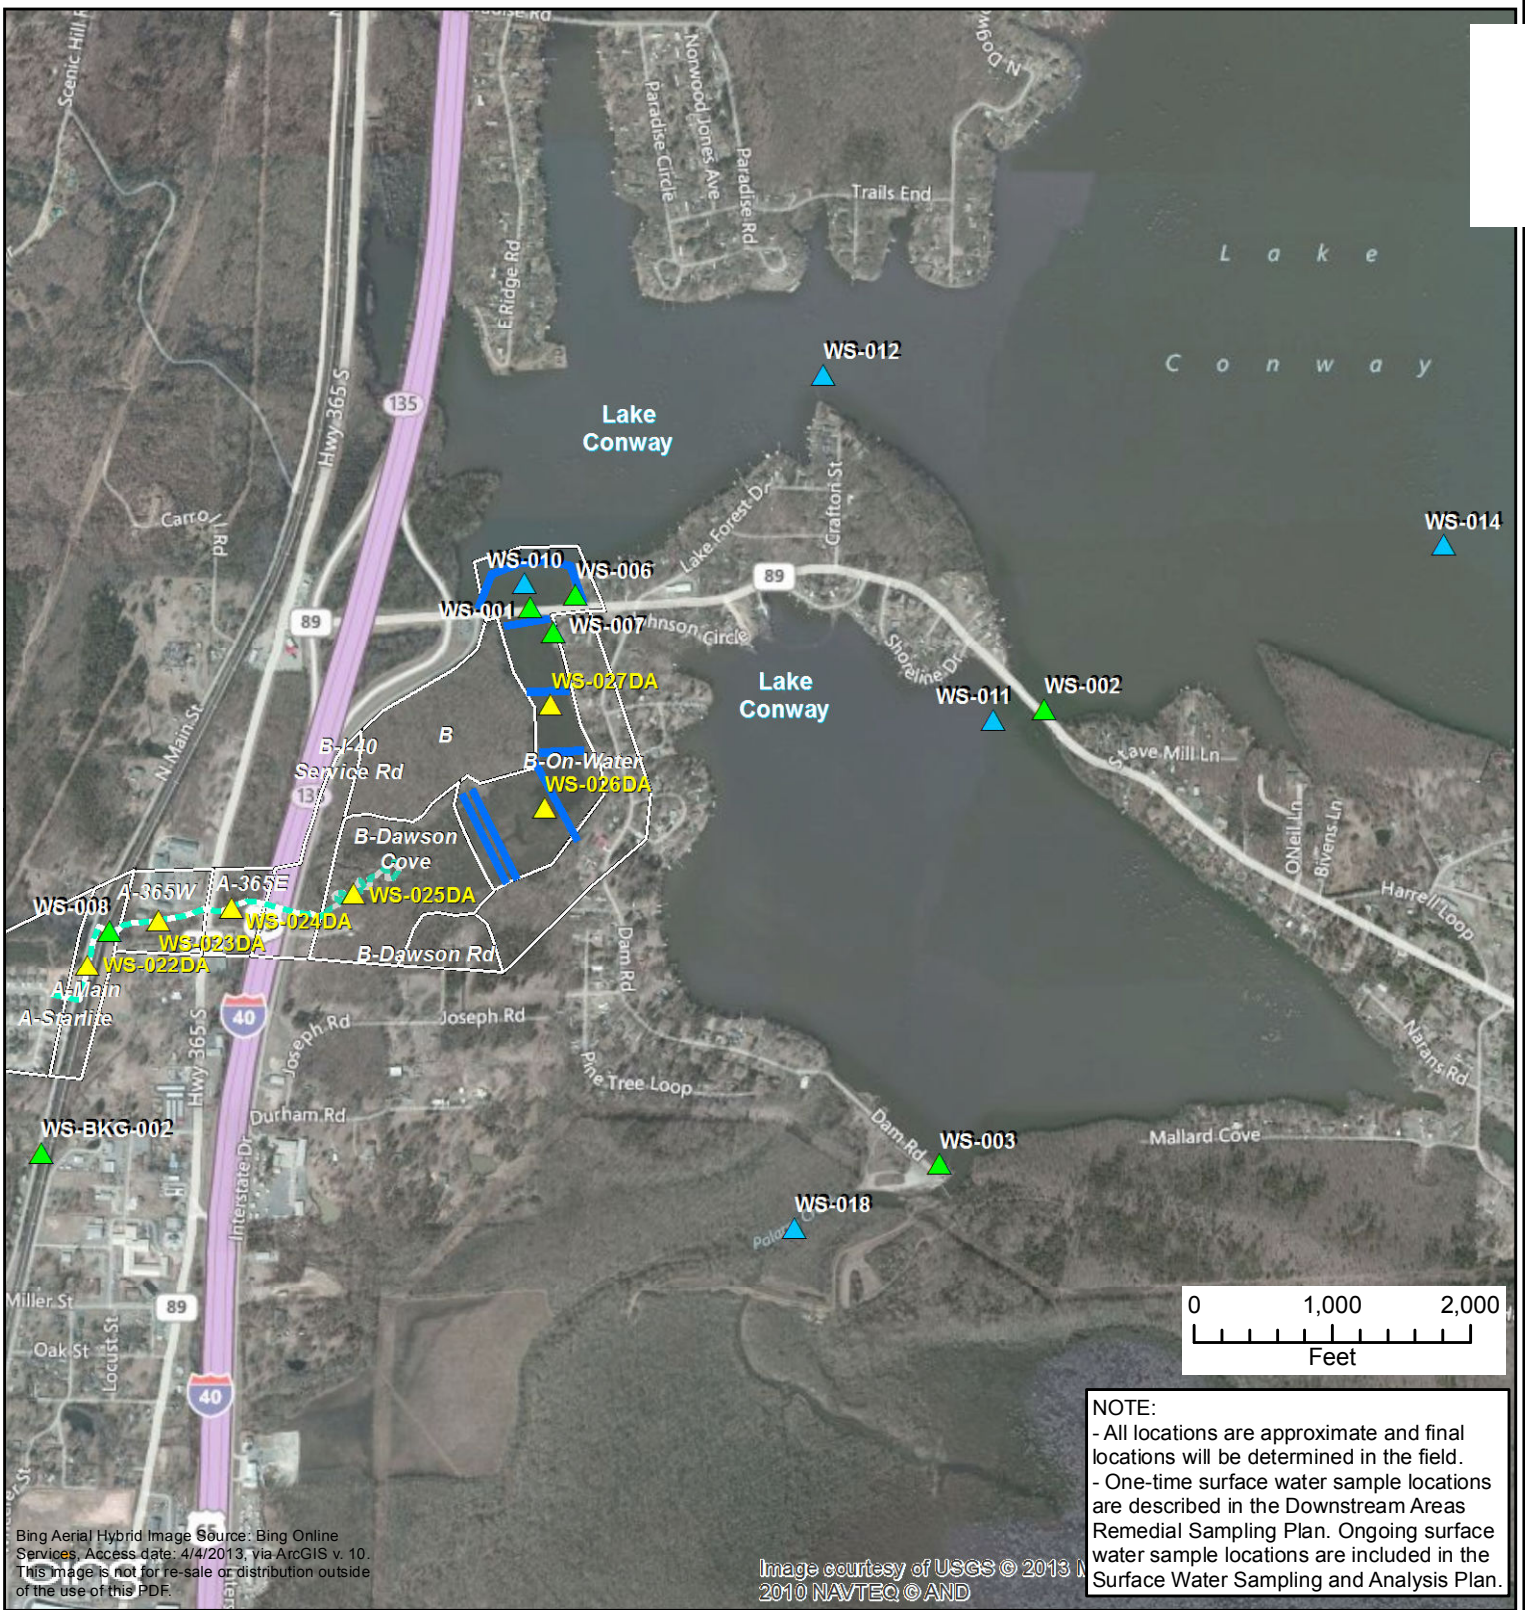 Paradise Rd
Scenic Hill R
Norwood Jones Ave
N Dogw
Paradise Circle
Paradise Rd
Trails End
E Ridge Rd
L a k e
C o n w a y
WS-012
Hwy 365 S
135
Lake
Conway
Crafton St
Lake Forest Dr
WS-014
WS-010
WS-006
89
WS-001
89
WS-007
hnson Circle
Shoreline Dr
WS-027DA
Lake
Conway
WS-011
WS-002
N Main St
B
B-I-40
Service Rd
Stave Mill Ln
B-On-Water
WS-026DA
ONeil Ln
Bivens Ln
B-Dawson
Cove
A-365W
A-365E
WS-025DA
Harrell Loop
WS-008
WS-024DA
WS-023DA
B-Dawson Rd
WS-022DA
Dam Rd
A-Main
A-Starlite
40
Joseph Rd
Joseph Rd
Hwy 365 S
Narans Rd
Pine Tree Loop
Durham Rd
WS-BKG-002
Dam Rd
WS-003
Mallard Cove
Interstate Dr
WS-018
Miller St
89
Oak St
Locust St
40
0 1,000 2,000
Feet
NOTE:
- All locations are approximate and final
locations will be determined in the field.
- One-time surface water sample locations
are described in the Downstream Areas
Remedial Sampling Plan. Ongoing surface
water sample locations are included in the
Surface Water Sampling and Analysis Plan.
Bing Aerial Hybrid Image Source: Bing Online
Services, Access date: 4/4/2013, via ArcGIS v. 10.
This image is not for re-sale or distribution outside
of the use of this PDF.
bing
Image courtesy of USGS © 2013 M
2010 NAVTEQ © AND